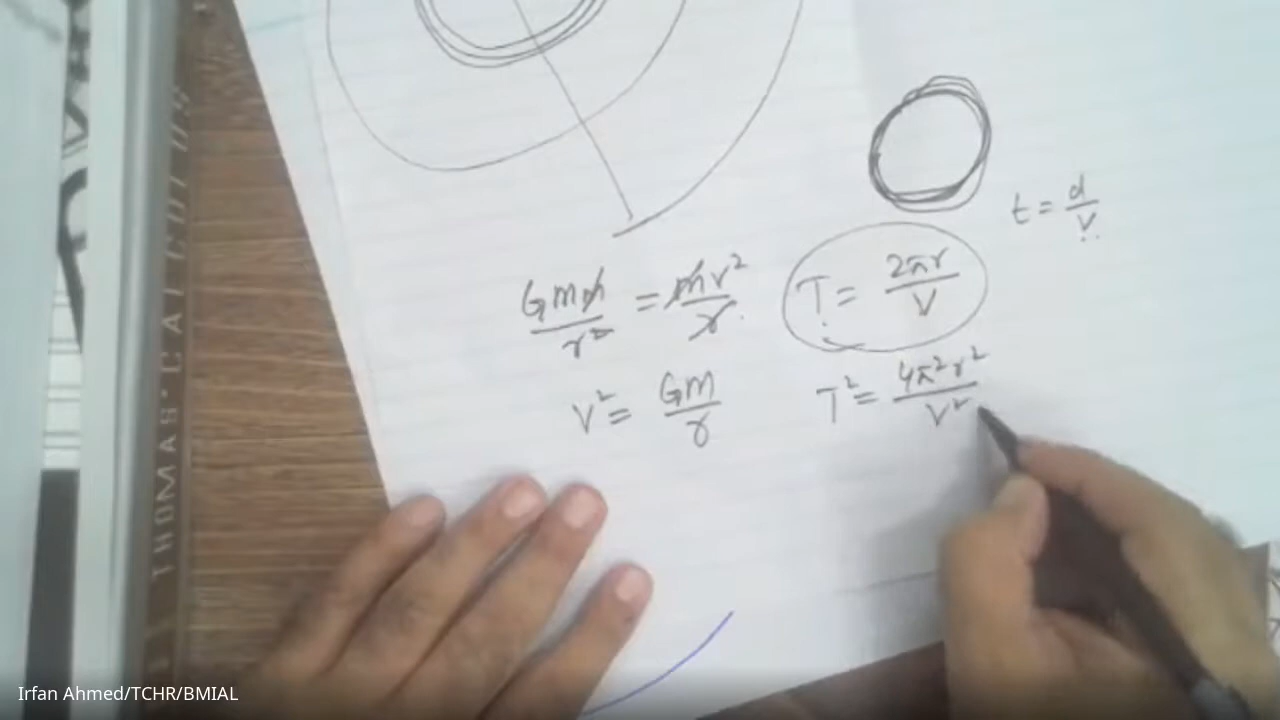 t = d/v
GMm/r² = mv²/r
T = 2πr/v
v² = GM/r
T² = 4π²r²/v²
THOMAS' CALCULUS
Irfan Ahmed/TCHR/BMIAL